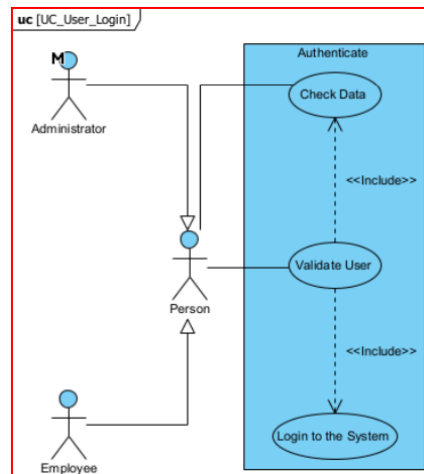 uc [UC_User_Login]
Authenticate
M
Administrator
Check Data
<<Include>>
Person
Validate User
<<Include>>
Employee
Login to the System